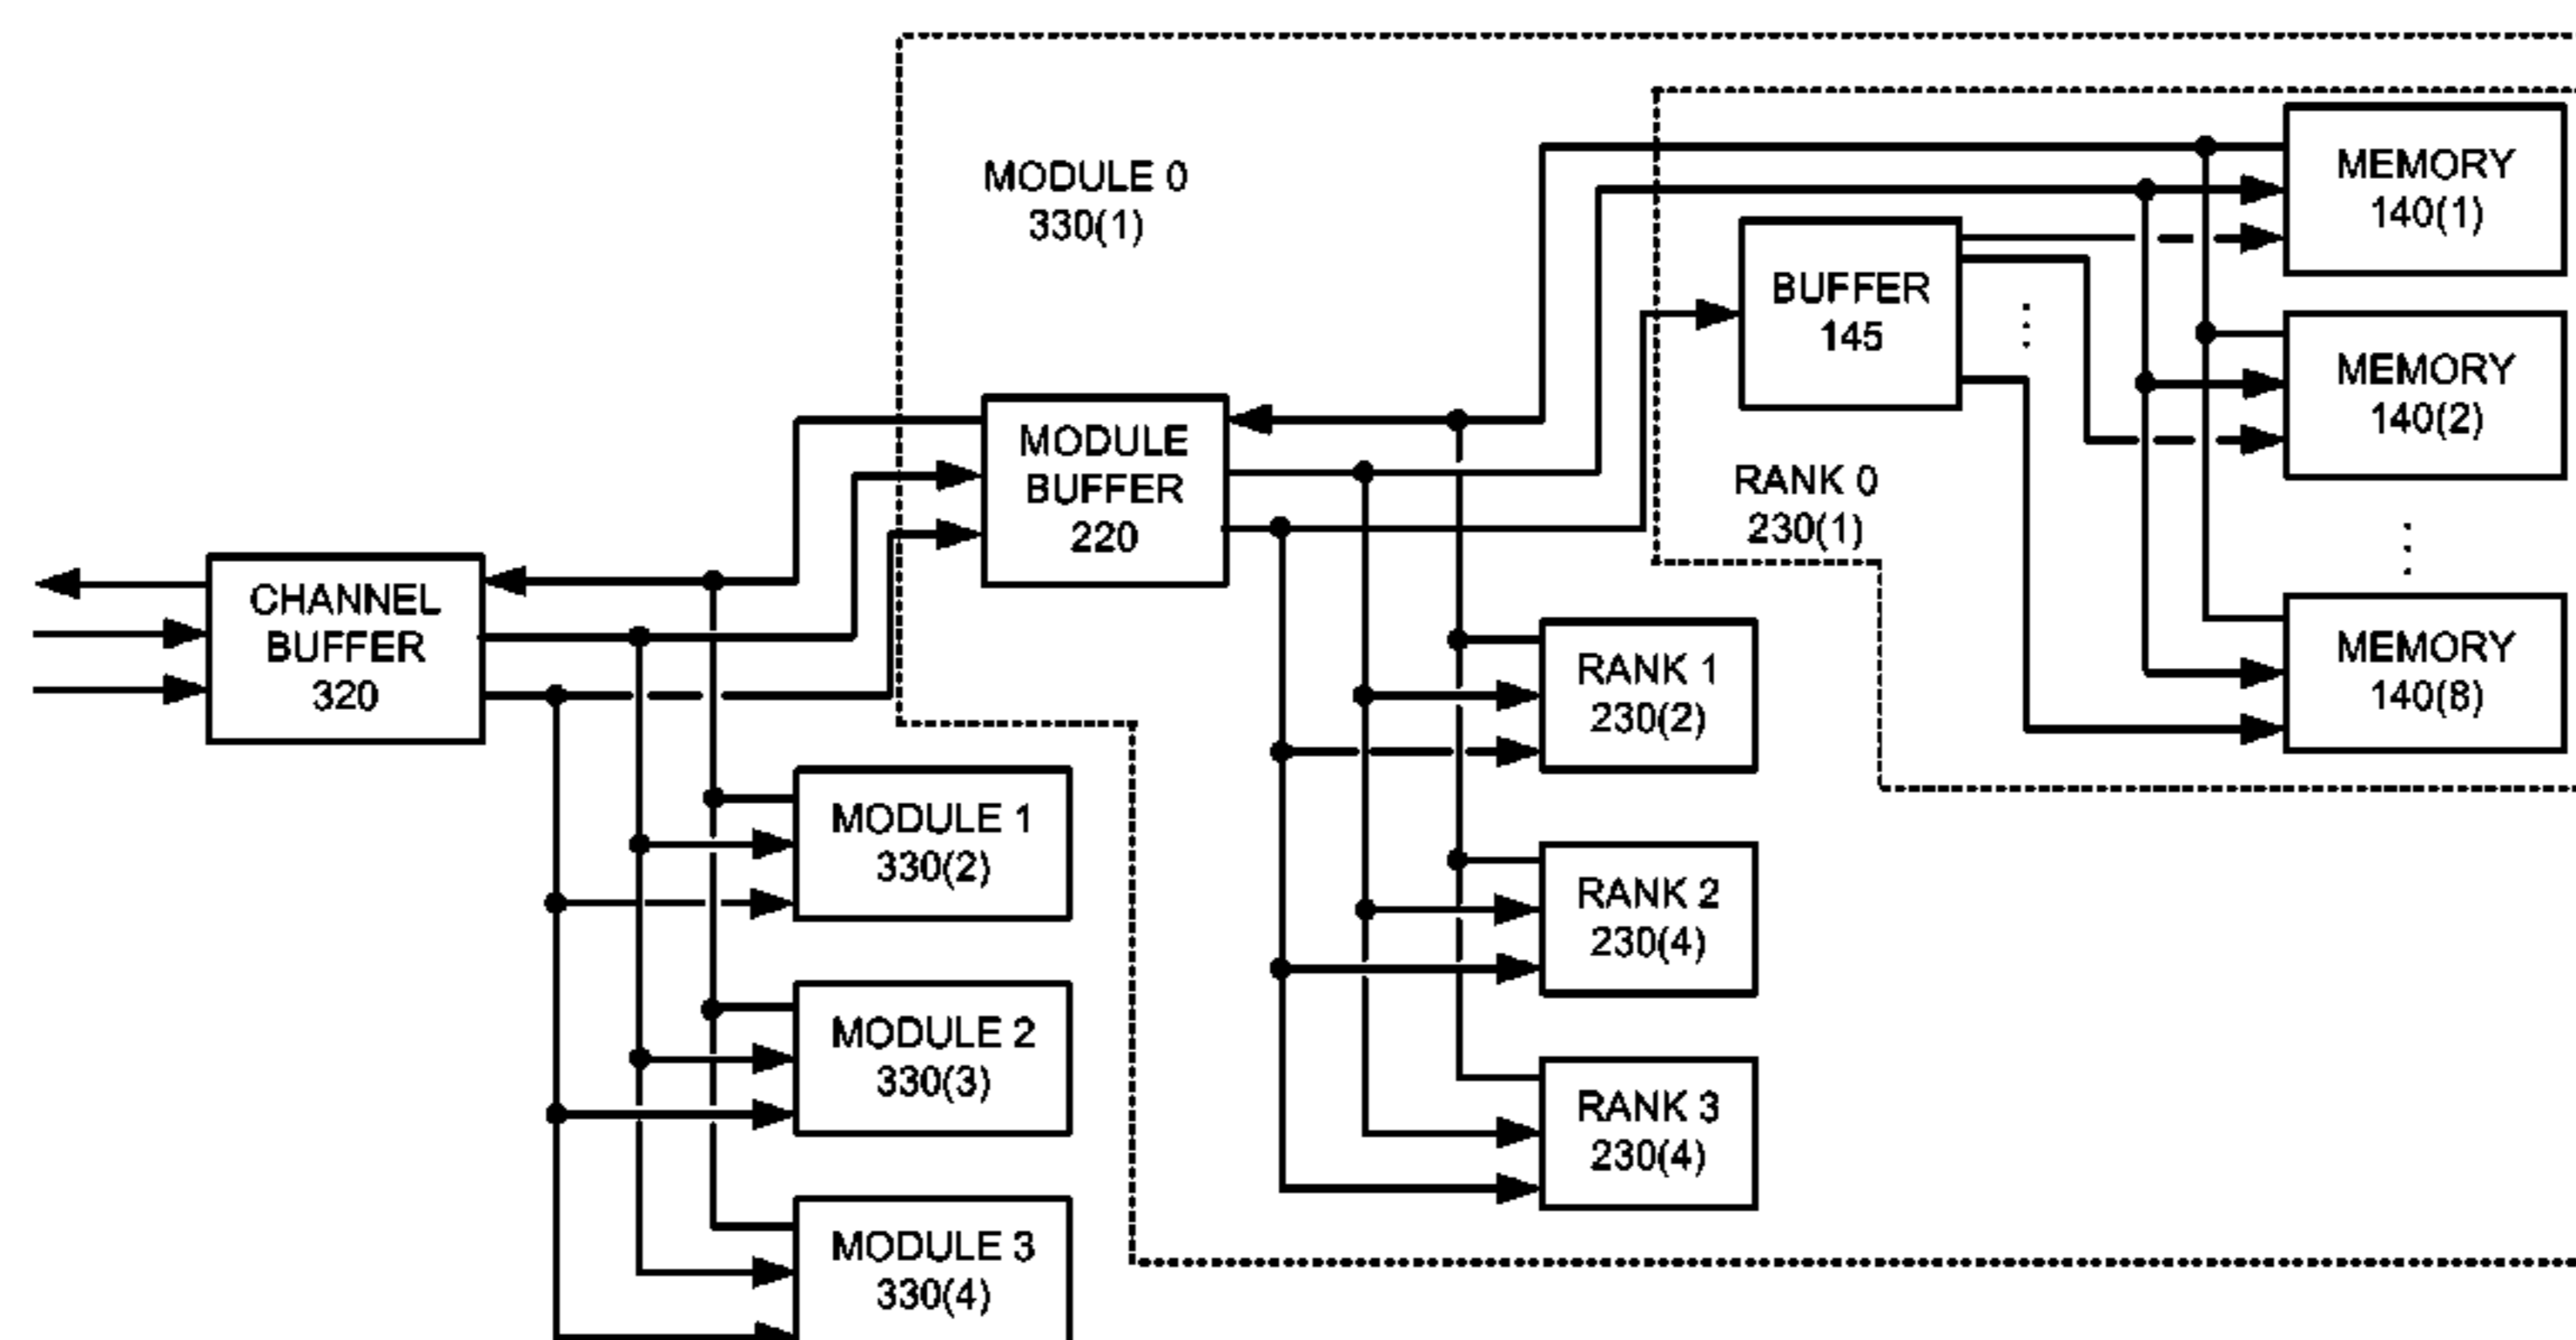 MODULE 0
330(1)
MEMORY
140(1)
BUFFER
145
MEMORY
140(2)
MODULE
BUFFER
220
RANK 0
230(1)
CHANNEL
BUFFER
320
MEMORY
140(8)
RANK 1
230(2)
MODULE 1
330(2)
RANK 2
230(4)
MODULE 2
330(3)
RANK 3
230(4)
MODULE 3
330(4)